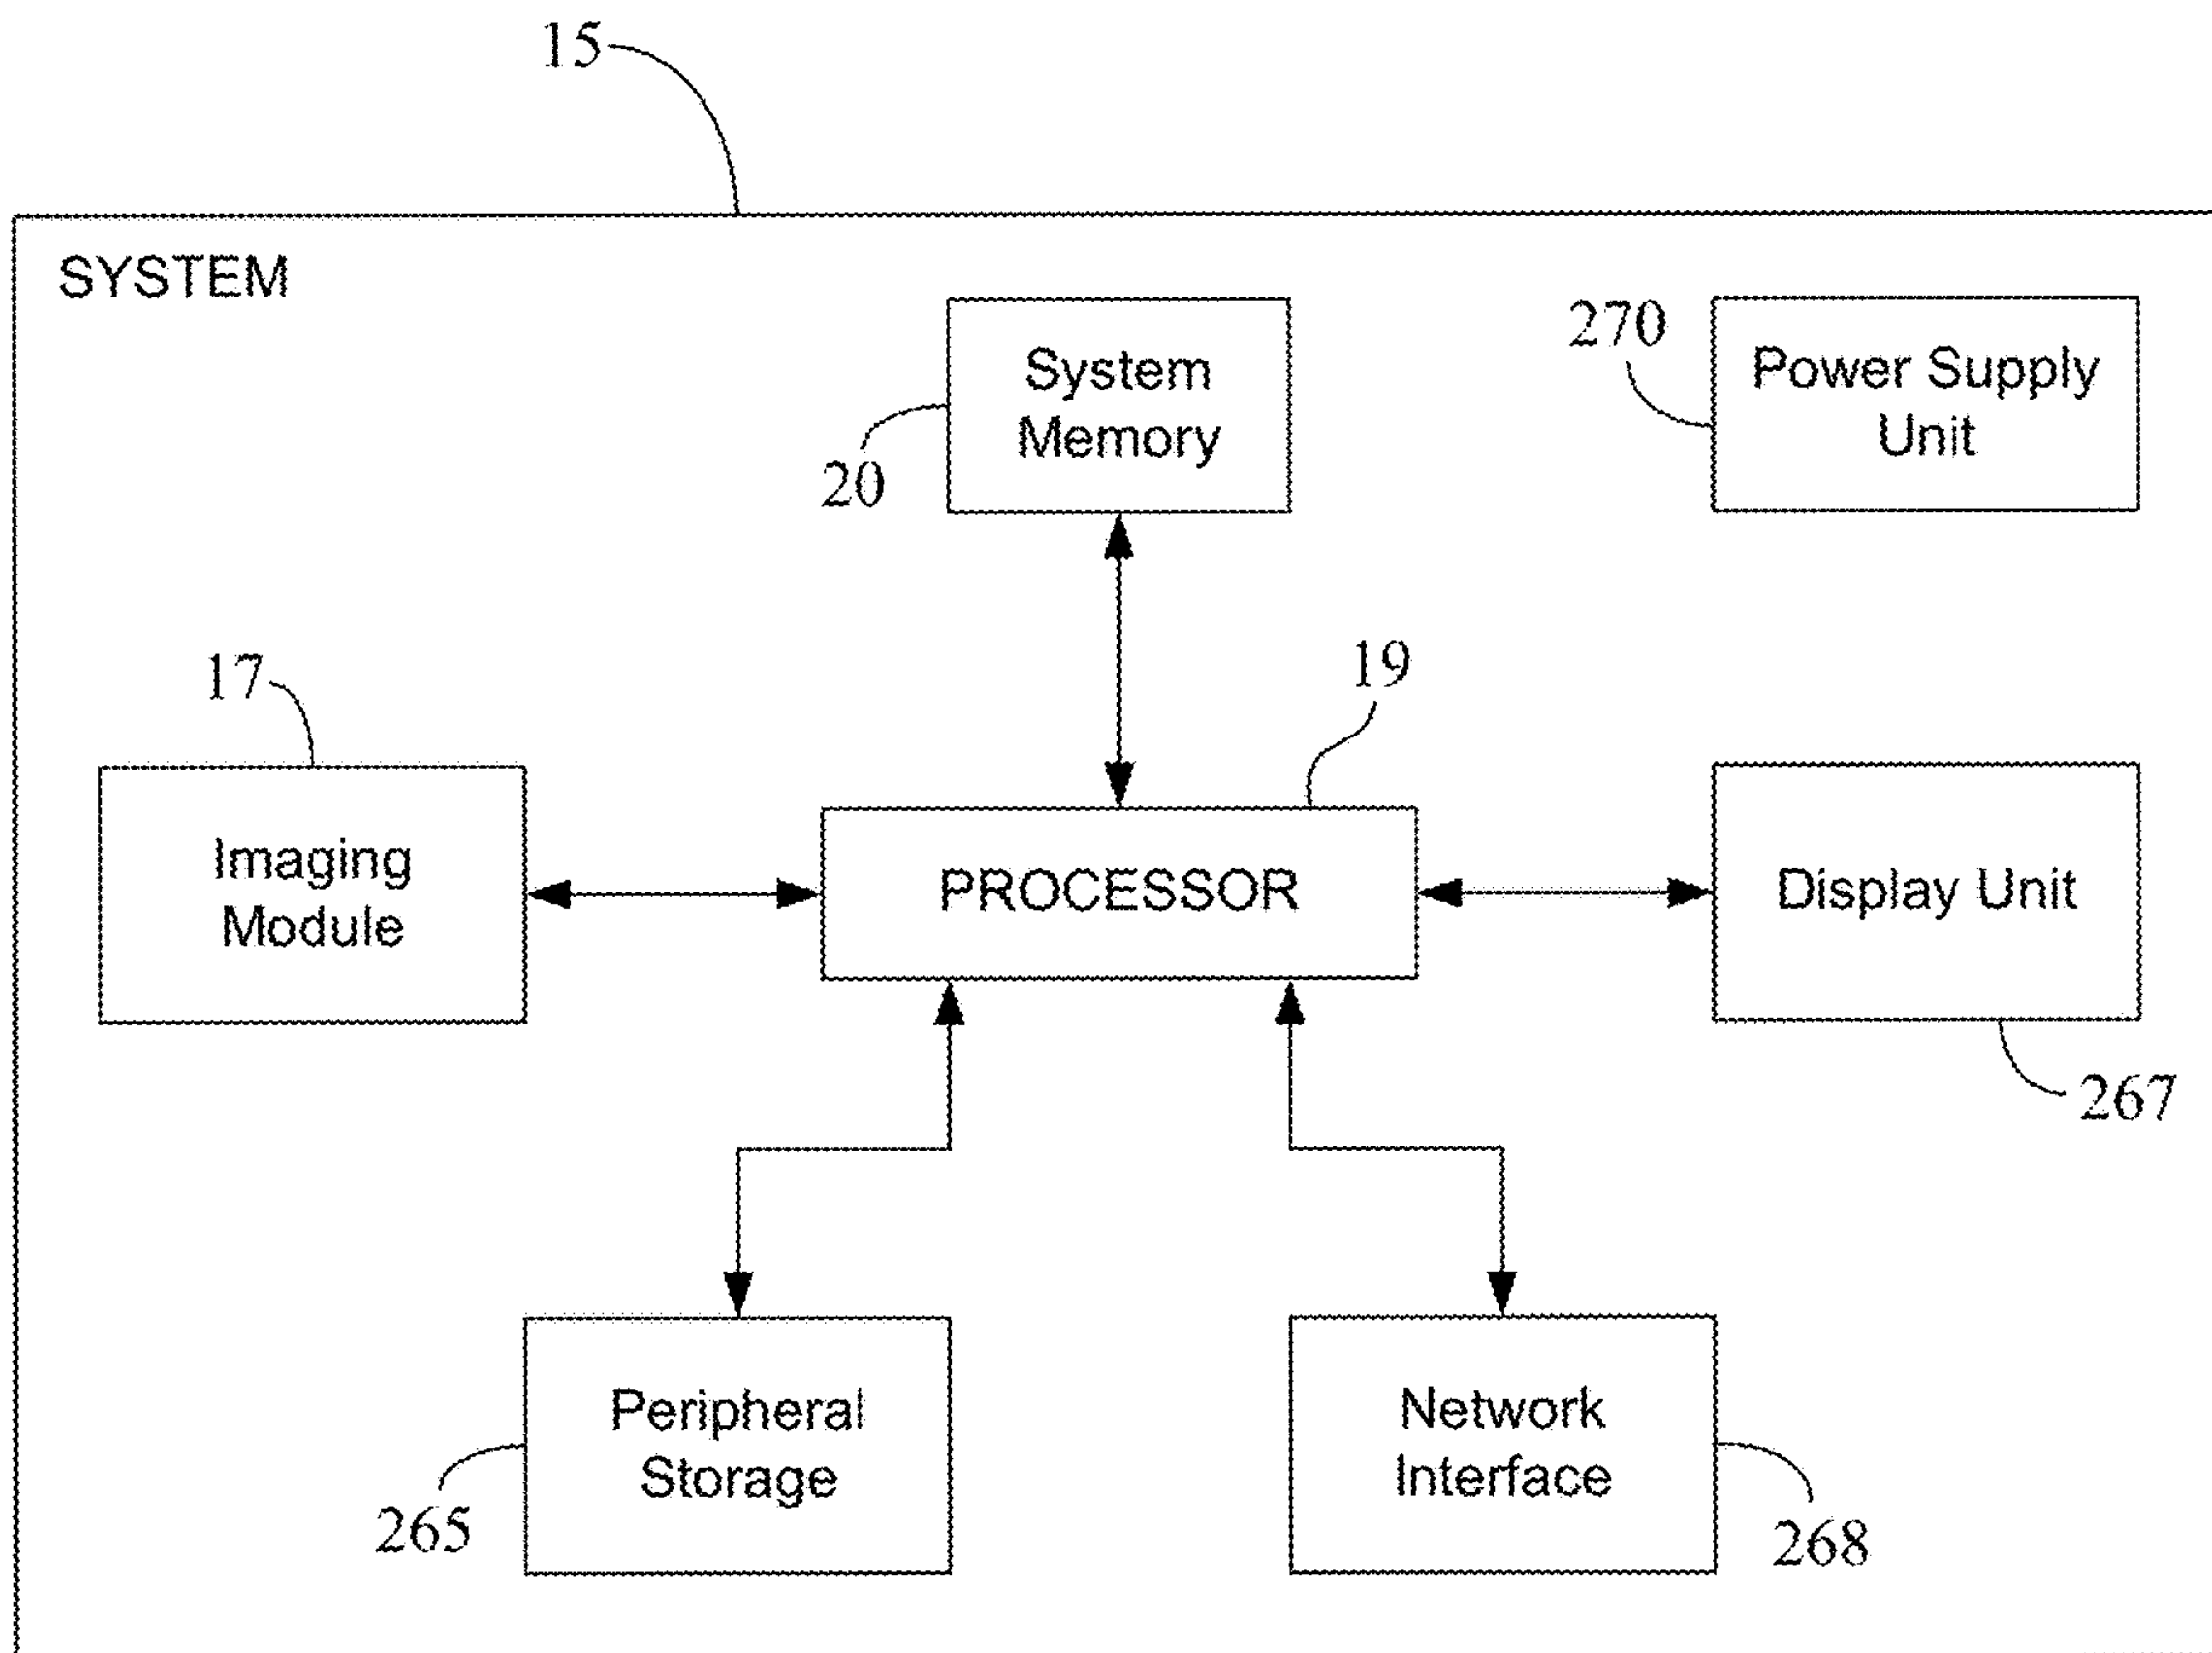 15
SYSTEM
System
Memory
20
270
Power Supply
Unit
17
19
Imaging
Module
PROCESSOR
Display Unit
267
Peripheral
Storage
265
Network
Interface
268